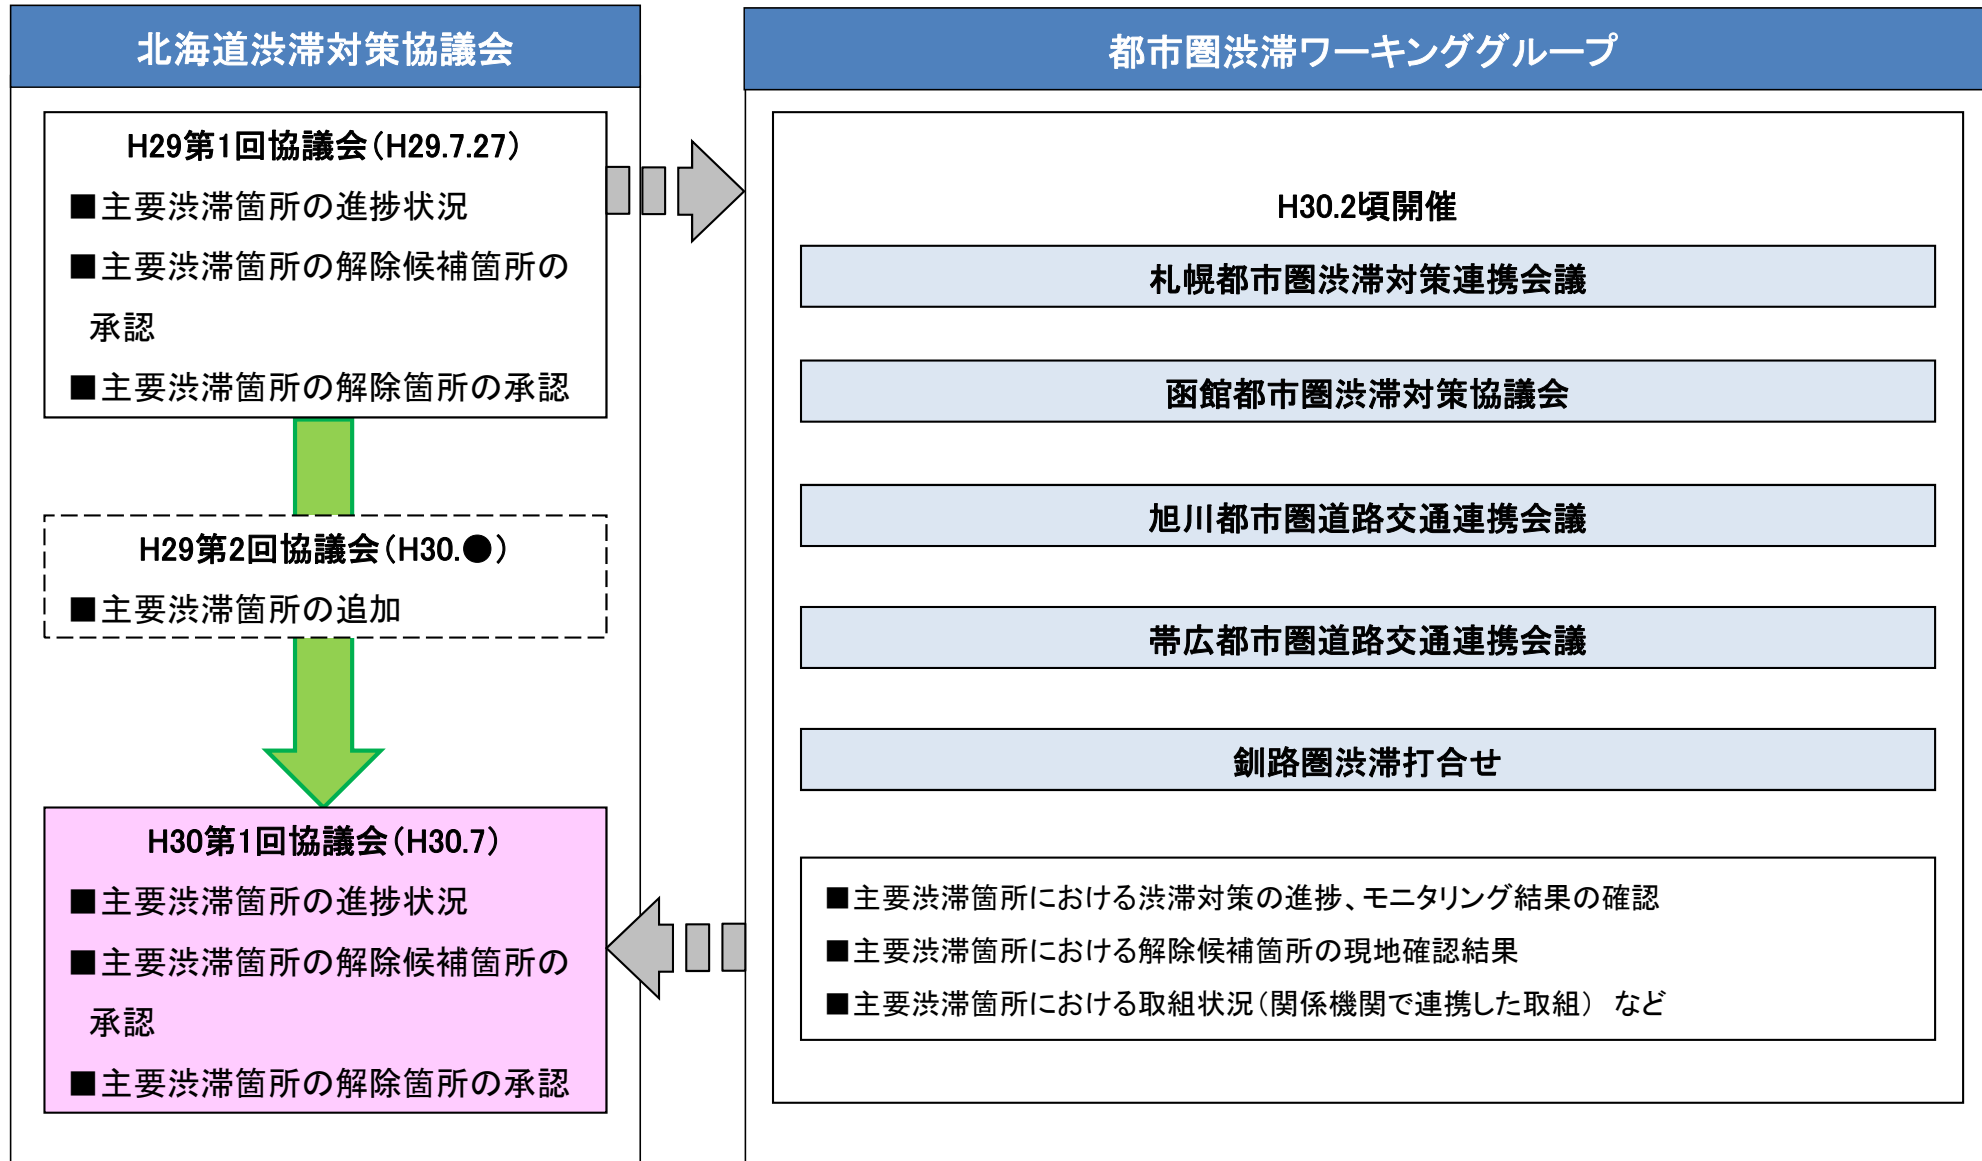 北海道渋滞対策協議会
H29第1回協議会(H29.7.27)
■主要渋滞箇所の進捗状況
■主要渋滞箇所の解除候補箇所の
承認
■主要渋滞箇所の解除箇所の承認
H29第2回協議会(H30.●)
■主要渋滞箇所の追加
H30第1回協議会(H30.7)
■主要渋滞箇所の進捗状況
■主要渋滞箇所の解除候補箇所の
承認
■主要渋滞箇所の解除箇所の承認
都市圏渋滞ワーキンググループ
H30.2頃開催
札幌都市圏渋滞対策連携会議
函館都市圏渋滞対策協議会
旭川都市圏道路交通連携会議
帯広都市圏道路交通連携会議
釧路圏渋滞打合せ
■主要渋滞箇所における渋滞対策の進捗、モニタリング結果の確認
■主要渋滞箇所における解除候補箇所の現地確認結果
■主要渋滞箇所における取組状況(関係機関で連携した取組) など